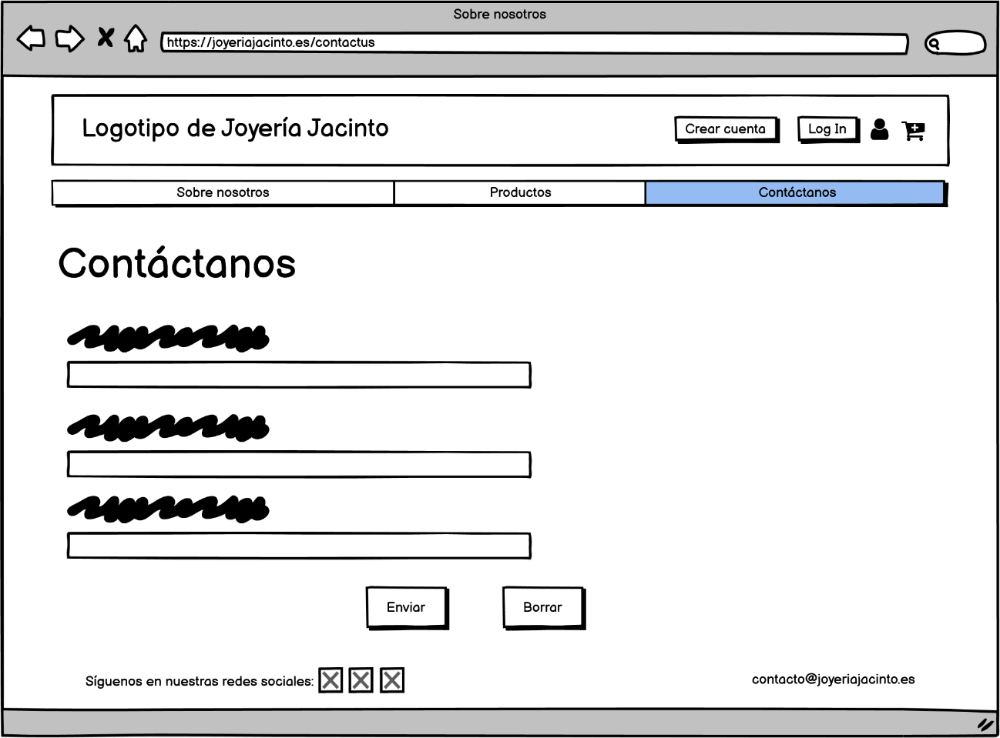 Sobre nosotros
https://joyeriajacinto.es/contactus
Logotipo de Joyería Jacinto
Crear cuenta
Log In
Sobre nosotros
Productos
Contáctanos
Contáctanos
Enviar
Borrar
Síguenos en nuestras redes sociales:
contacto@joyeriajacinto.es